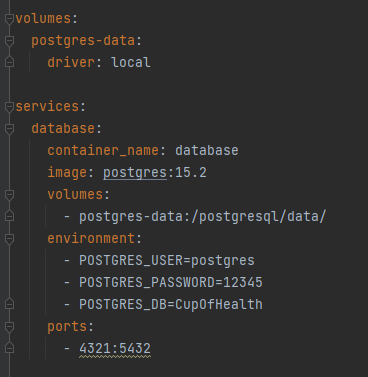 volumes:
  postgres-data:
    driver: local

services:
  database:
    container_name: database
    image: postgres:15.2
    volumes:
      - postgres-data:/postgresql/data/
    environment:
      - POSTGRES_USER=postgres
      - POSTGRES_PASSWORD=12345
      - POSTGRES_DB=CupOfHealth
    ports:
      - 4321:5432